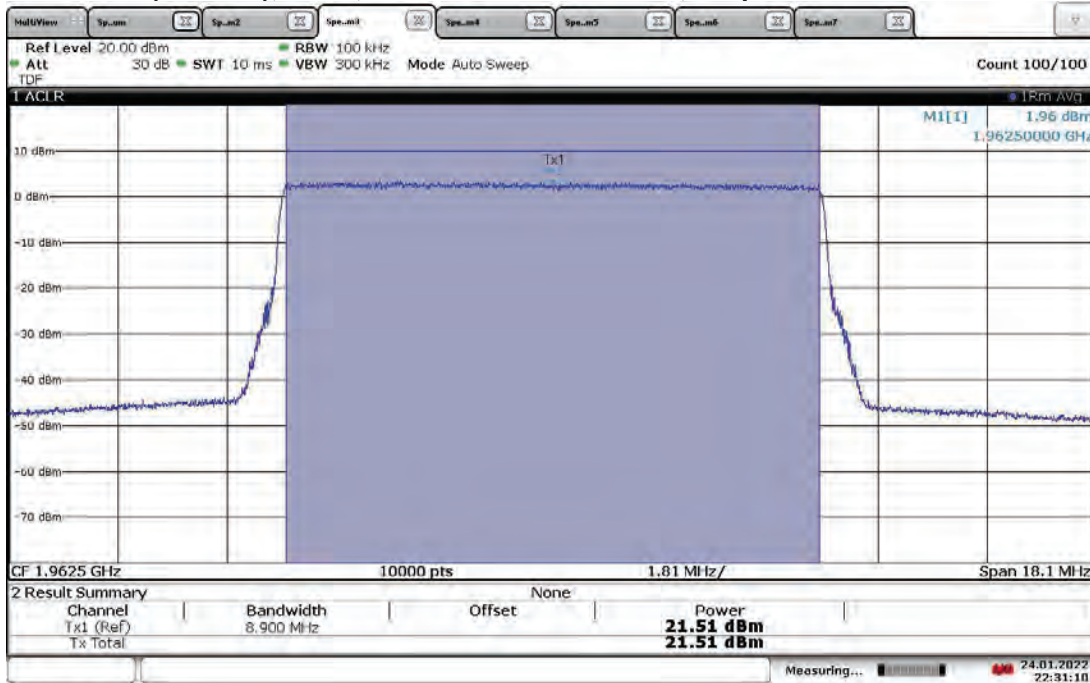 MultiView Sp..um Sp..m2 Spe..m3 Spe..m4 Spe..m5 Spe..m6 Spe..m7
Ref Level 20.00 dBm RBW 100 kHz
Att 30 dB SWT 10 ms VBW 300 kHz Mode Auto Sweep Count 100/100
TDF
1 ACLR 1Rm Avg
M1[1] 1.96 dBm
1.96250000 GHz
10 dBm
Tx1
0 dBm
-10 dBm
-20 dBm
-30 dBm
-40 dBm
-50 dBm
-60 dBm
-70 dBm
CF 1.9625 GHz 10000 pts 1.81 MHz/ Span 18.1 MHz
2 Result Summary None
Channel Bandwidth Offset Power
Tx1 (Ref) 8.900 MHz 21.51 dBm
Tx Total 21.51 dBm
Measuring... 24.01.2022
22:31:10